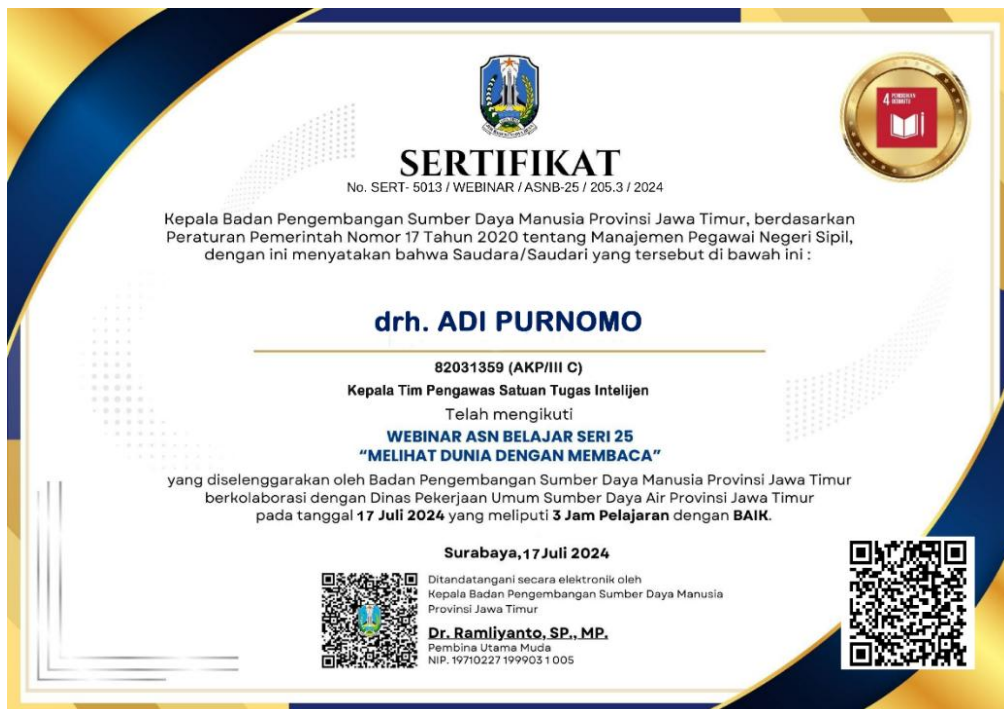 SERTIFIKAT
No. SERT- 5013 / WEBINAR / ASNB-25 / 205.3 / 2024
4 PENDIDIKAN
Kepala Badan Pengembangan Sumber Daya Manusia Provinsi Jawa Timur, berdasarkan
Peraturan Pemerintah Nomor 17 Tahun 2020 tentang Manajemen Pegawai Negeri Sipil,
dengan ini menyatakan bahwa Saudara/Saudari yang tersebut di bawah ini :
drh. ADI PURNOMO
82031359 (AKP/III C)
Kepala Tim Pengawas Satuan Tugas Intelijen
Telah mengikuti
WEBINAR ASN BELAJAR SERI 25
“MELIHAT DUNIA DENGAN MEMBACA”
yang diselenggarakan oleh Badan Pengembangan Sumber Daya Manusia Provinsi Jawa Timur
berkolaborasi dengan Dinas Pekerjaan Umum Sumber Daya Air Provinsi Jawa Timur
pada tanggal 17 Juli 2024 yang meliputi 3 Jam Pelajaran dengan BAIK.
Surabaya,17Juli 2024
Ditandatangani secara elektronik oleh
Kepala Badan Pengembangan Sumber Daya Manusia
Provinsi Jawa Timur
Dr. Ramliyanto, SP., MP.
Pembina Utama Muda
NIP. 19710227 199903 1 005